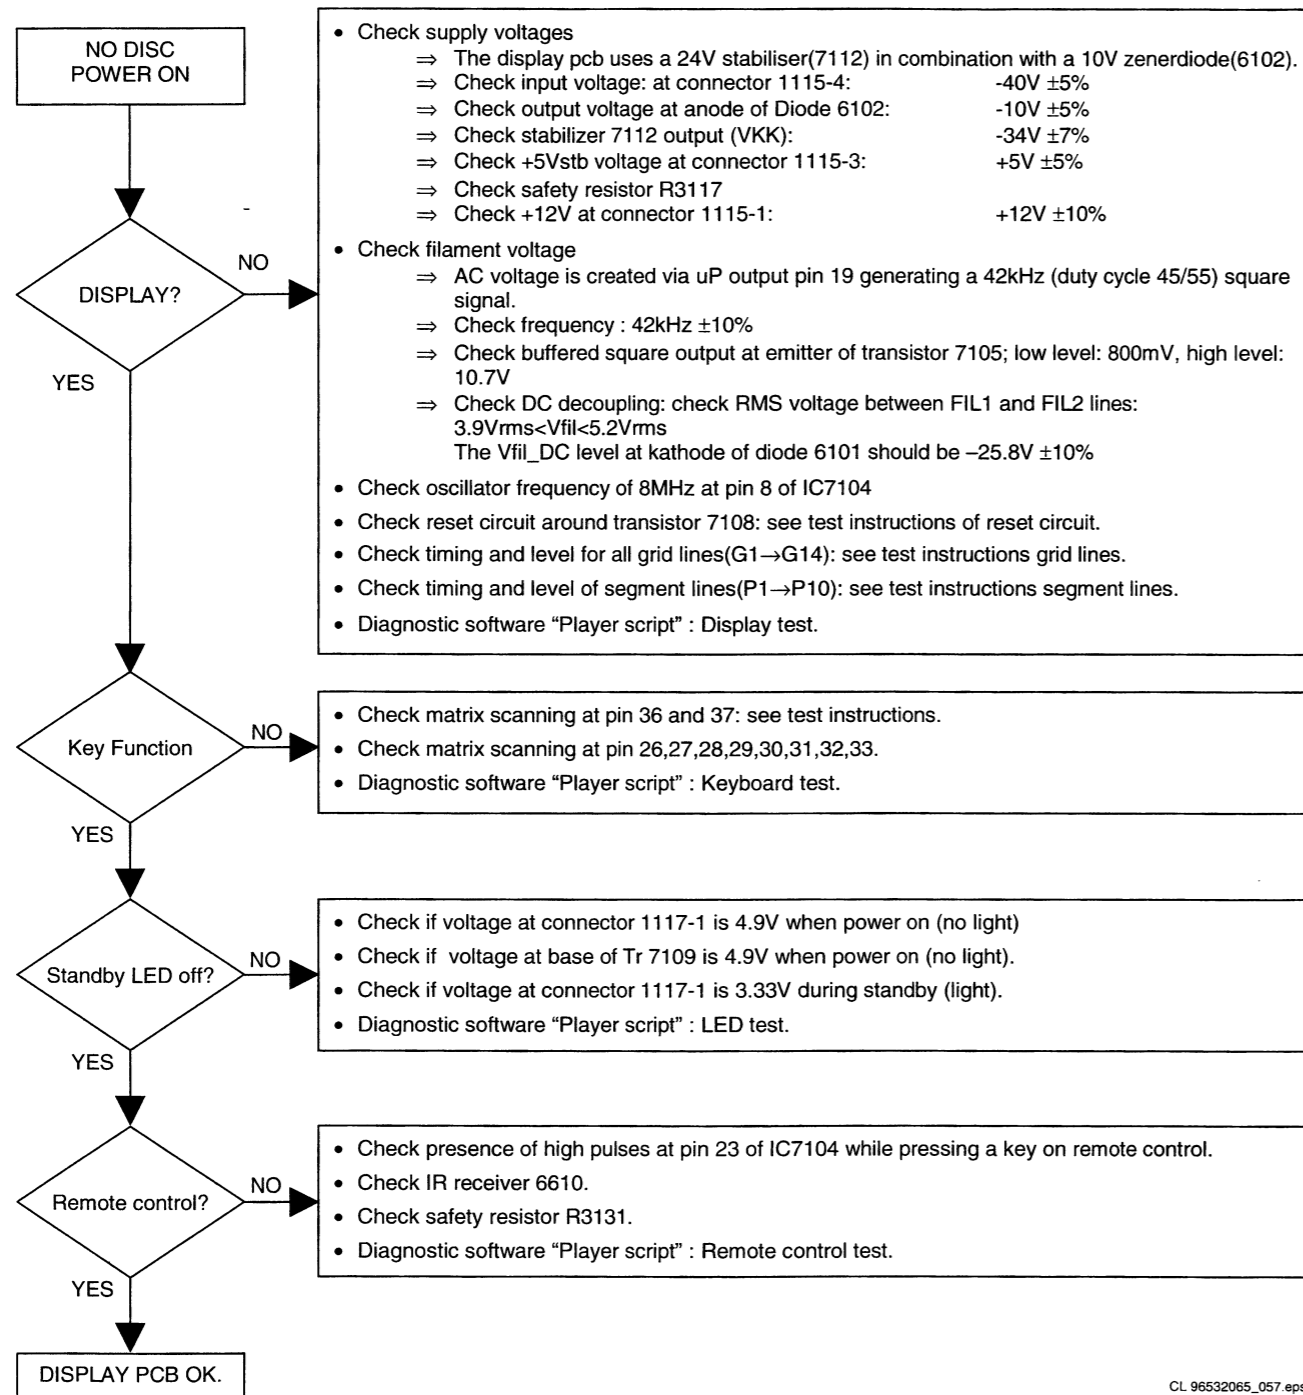 NO DISC
POWER ON
• Check supply voltages
⇒ The display pcb uses a 24V stabiliser(7112) in combination with a 10V zenerdiode(6102).
⇒ Check input voltage: at connector 1115-4: -40V ±5%
⇒ Check output voltage at anode of Diode 6102: -10V ±5%
⇒ Check stabilizer 7112 output (VKK): -34V ±7%
⇒ Check +5Vstb voltage at connector 1115-3: +5V ±5%
⇒ Check safety resistor R3117
⇒ Check +12V at connector 1115-1: +12V ±10%
DISPLAY?
NO
YES
• Check filament voltage
⇒ AC voltage is created via uP output pin 19 generating a 42kHz (duty cycle 45/55) square
signal.
⇒ Check frequency : 42kHz ±10%
⇒ Check buffered square output at emitter of transistor 7105; low level: 800mV, high level:
10.7V
⇒ Check DC decoupling: check RMS voltage between FIL1 and FIL2 lines:
3.9Vrms<Vfil<5.2Vrms
The Vfil_DC level at kathode of diode 6101 should be –25.8V ±10%
• Check oscillator frequency of 8MHz at pin 8 of IC7104
• Check reset circuit around transistor 7108: see test instructions of reset circuit.
• Check timing and level for all grid lines(G1→G14): see test instructions grid lines.
• Check timing and level of segment lines(P1→P10): see test instructions segment lines.
• Diagnostic software “Player script” : Display test.
Key Function
NO
YES
• Check matrix scanning at pin 36 and 37: see test instructions.
• Check matrix scanning at pin 26,27,28,29,30,31,32,33.
• Diagnostic software “Player script” : Keyboard test.
Standby LED off?
NO
YES
• Check if voltage at connector 1117-1 is 4.9V when power on (no light)
• Check if voltage at base of Tr 7109 is 4.9V when power on (no light).
• Check if voltage at connector 1117-1 is 3.33V during standby (light).
• Diagnostic software “Player script” : LED test.
Remote control?
NO
YES
• Check presence of high pulses at pin 23 of IC7104 while pressing a key on remote control.
• Check IR receiver 6610.
• Check safety resistor R3131.
• Diagnostic software “Player script” : Remote control test.
DISPLAY PCB OK.
CL 96532065_057.eps